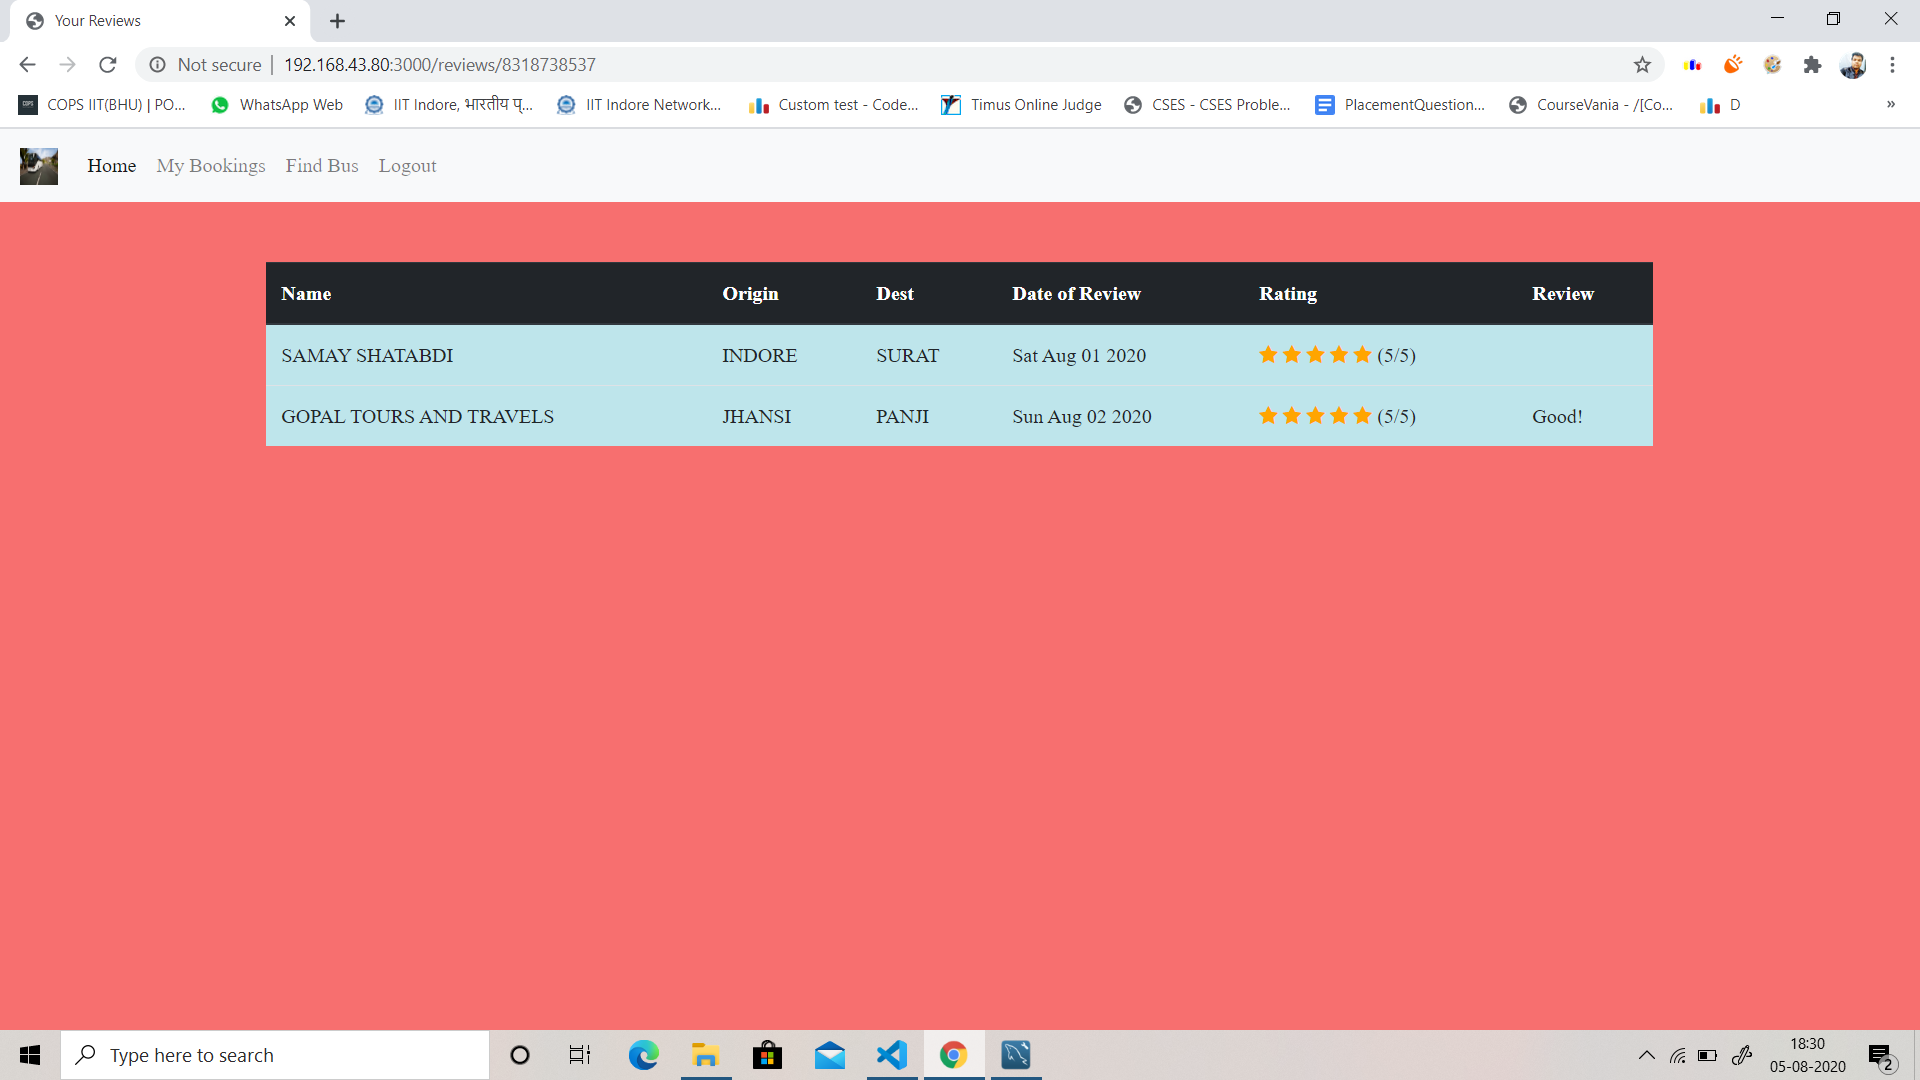 Your Reviews
Not secure | 192.168.43.80:3000/reviews/8318738537
COPS IIT(BHU) | PO... WhatsApp Web IIT Indore, भारतीय प्... IIT Indore Network... Custom test - Code... Timus Online Judge CSES - CSES Proble... PlacementQuestion... CourseVania - /[Co... D »
Home My Bookings Find Bus Logout
Name Origin Dest Date of Review Rating Review
SAMAY SHATABDI INDORE SURAT Sat Aug 01 2020 (5/5)
GOPAL TOURS AND TRAVELS JHANSI PANJI Sun Aug 02 2020 (5/5) Good!
Type here to search
18:30
05-08-2020
2